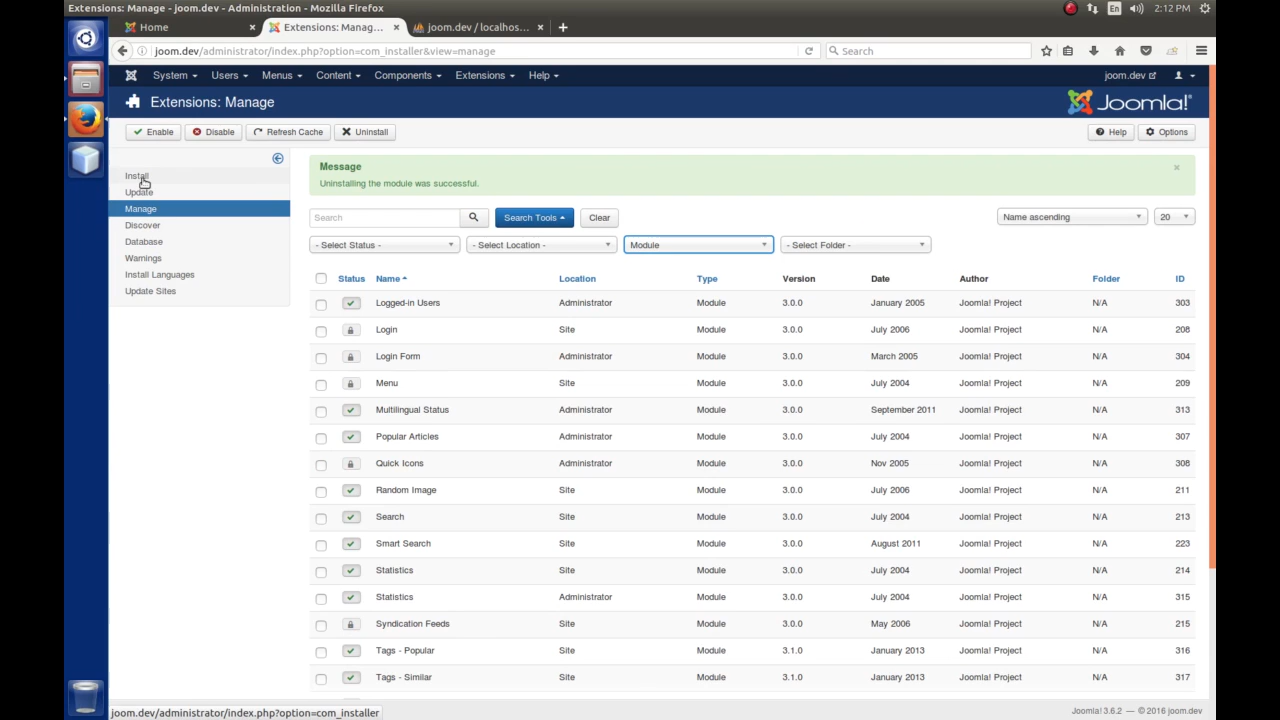 Extensions: Manage - joom.dev - Administration - Mozilla Firefox
En
2:12 PM
Home
Extensions: Manag...
joom.dev / localhos...
joom.dev/administrator/index.php?option=com_installer&view=manage
Search
System Users Menus Content Components Extensions Help
joom.dev
Extensions: Manage
Joomla!®
Enable Disable Refresh Cache Uninstall
Help Options
Install
Update
Manage
Discover
Database
Warnings
Install Languages
Update Sites
Message
Uninstalling the module was successful.
Search
Search Tools
Clear
Name ascending
20
- Select Status -
- Select Location -
Module
- Select Folder -
Status Name Location Type Version Date Author Folder ID
Logged-in Users Administrator Module 3.0.0 January 2005 Joomla! Project N/A 303
Login Site Module 3.0.0 July 2006 Joomla! Project N/A 208
Login Form Administrator Module 3.0.0 March 2005 Joomla! Project N/A 304
Menu Site Module 3.0.0 July 2004 Joomla! Project N/A 209
Multilingual Status Administrator Module 3.0.0 September 2011 Joomla! Project N/A 313
Popular Articles Administrator Module 3.0.0 July 2004 Joomla! Project N/A 307
Quick Icons Administrator Module 3.0.0 Nov 2005 Joomla! Project N/A 308
Random Image Site Module 3.0.0 July 2006 Joomla! Project N/A 211
Search Site Module 3.0.0 July 2004 Joomla! Project N/A 213
Smart Search Site Module 3.0.0 August 2011 Joomla! Project N/A 223
Statistics Site Module 3.0.0 July 2004 Joomla! Project N/A 214
Statistics Administrator Module 3.0.0 July 2004 Joomla! Project N/A 315
Syndication Feeds Site Module 3.0.0 May 2006 Joomla! Project N/A 215
Tags - Popular Site Module 3.1.0 January 2013 Joomla! Project N/A 316
Tags - Similar Site Module 3.1.0 January 2013 Joomla! Project N/A 317
joom.dev/administrator/index.php?option=com_installer
Joomla! 3.6.2 — © 2016 joom.dev